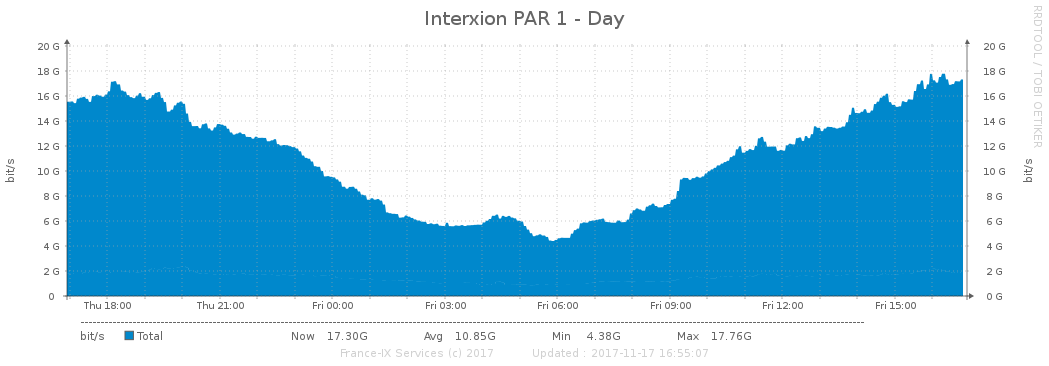 Interxion PAR 1 - Day
RRDTOOL / TOBI OETIKER
20 G 20 G
18 G 18 G
16 G 16 G
14 G 14 G
12 G 12 G
10 G 10 G
8 G 8 G
6 G 6 G
4 G 4 G
2 G 2 G
0 0 G
bit/s
bit/s
Thu 18:00 Thu 21:00 Fri 00:00 Fri 03:00 Fri 06:00 Fri 09:00 Fri 12:00 Fri 15:00
bit/s Total Now 17.30G Avg 10.85G Min 4.38G Max 17.76G
France-IX Services (c) 2017 Updated : 2017-11-17 16:55:07